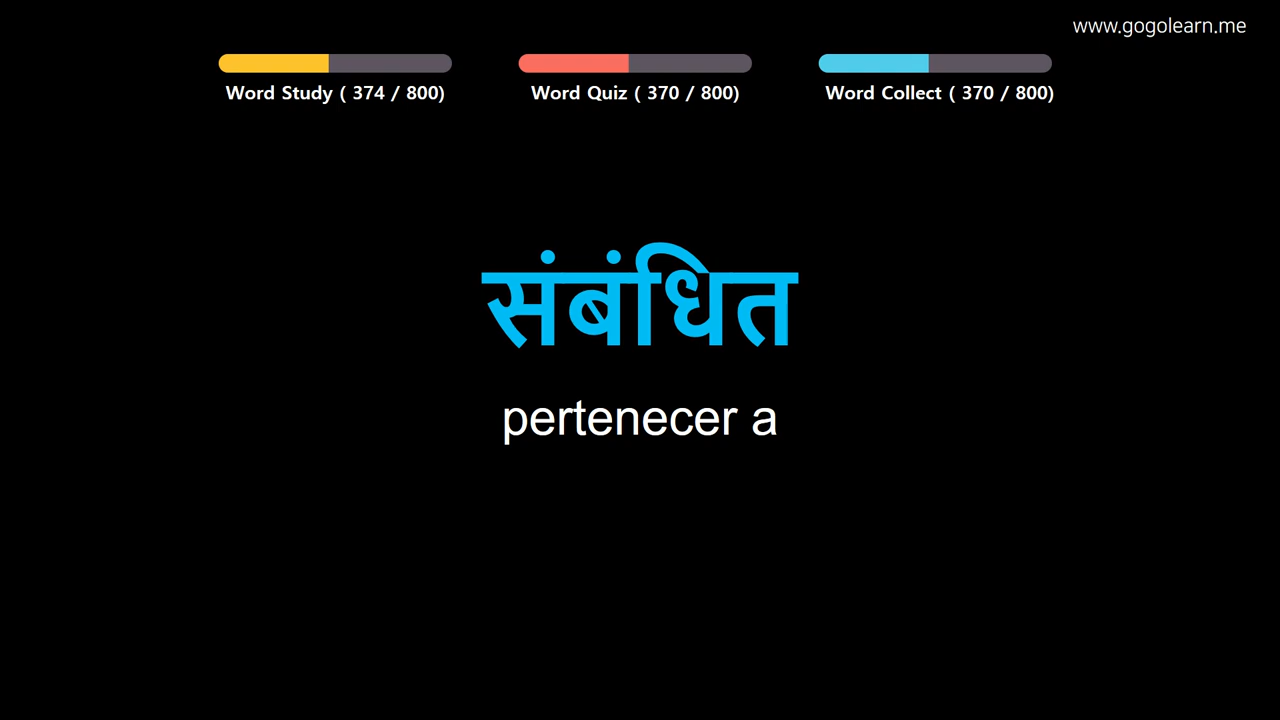 www.gogolearn.me
Word Study ( 374 / 800)
Word Quiz ( 370 / 800)
Word Collect ( 370 / 800)
संबंधित
pertenecer a